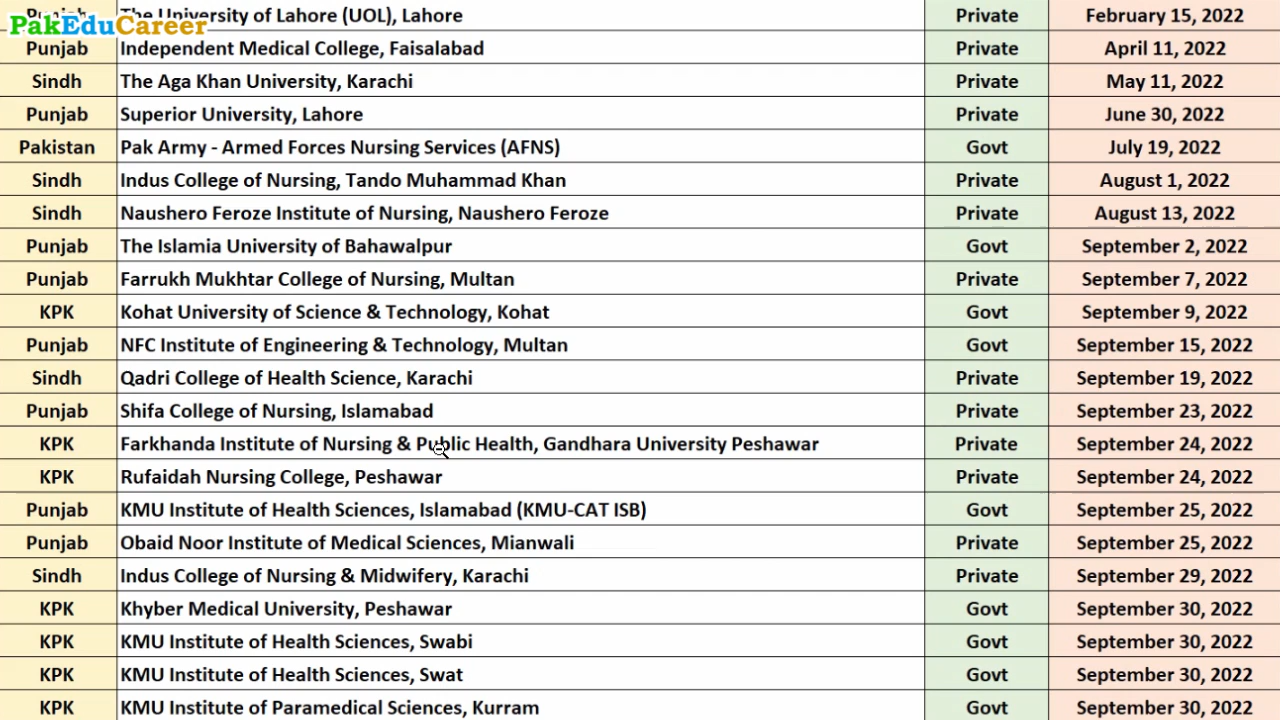 Punjab The University of Lahore (UOL), Lahore Private February 15, 2022
PakEduCareer
Punjab Independent Medical College, Faisalabad Private April 11, 2022
Sindh The Aga Khan University, Karachi Private May 11, 2022
Punjab Superior University, Lahore Private June 30, 2022
Pakistan Pak Army - Armed Forces Nursing Services (AFNS) Govt July 19, 2022
Sindh Indus College of Nursing, Tando Muhammad Khan Private August 1, 2022
Sindh Naushero Feroze Institute of Nursing, Naushero Feroze Private August 13, 2022
Punjab The Islamia University of Bahawalpur Govt September 2, 2022
Punjab Farrukh Mukhtar College of Nursing, Multan Private September 7, 2022
KPK Kohat University of Science & Technology, Kohat Govt September 9, 2022
Punjab NFC Institute of Engineering & Technology, Multan Govt September 15, 2022
Sindh Qadri College of Health Science, Karachi Private September 19, 2022
Punjab Shifa College of Nursing, Islamabad Private September 23, 2022
KPK Farkhanda Institute of Nursing & Public Health, Gandhara University Peshawar Private September 24, 2022
KPK Rufaidah Nursing College, Peshawar Private September 24, 2022
Punjab KMU Institute of Health Sciences, Islamabad (KMU-CAT ISB) Govt September 25, 2022
Punjab Obaid Noor Institute of Medical Sciences, Mianwali Private September 25, 2022
Sindh Indus College of Nursing & Midwifery, Karachi Private September 29, 2022
KPK Khyber Medical University, Peshawar Govt September 30, 2022
KPK KMU Institute of Health Sciences, Swabi Govt September 30, 2022
KPK KMU Institute of Health Sciences, Swat Govt September 30, 2022
KPK KMU Institute of Paramedical Sciences, Kurram Govt September 30, 2022